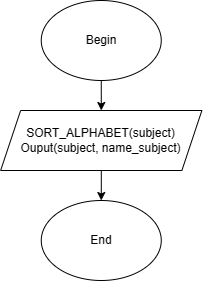 Begin
SORT_ALPHABET(subject)
Ouput(subject, name_subject)
End